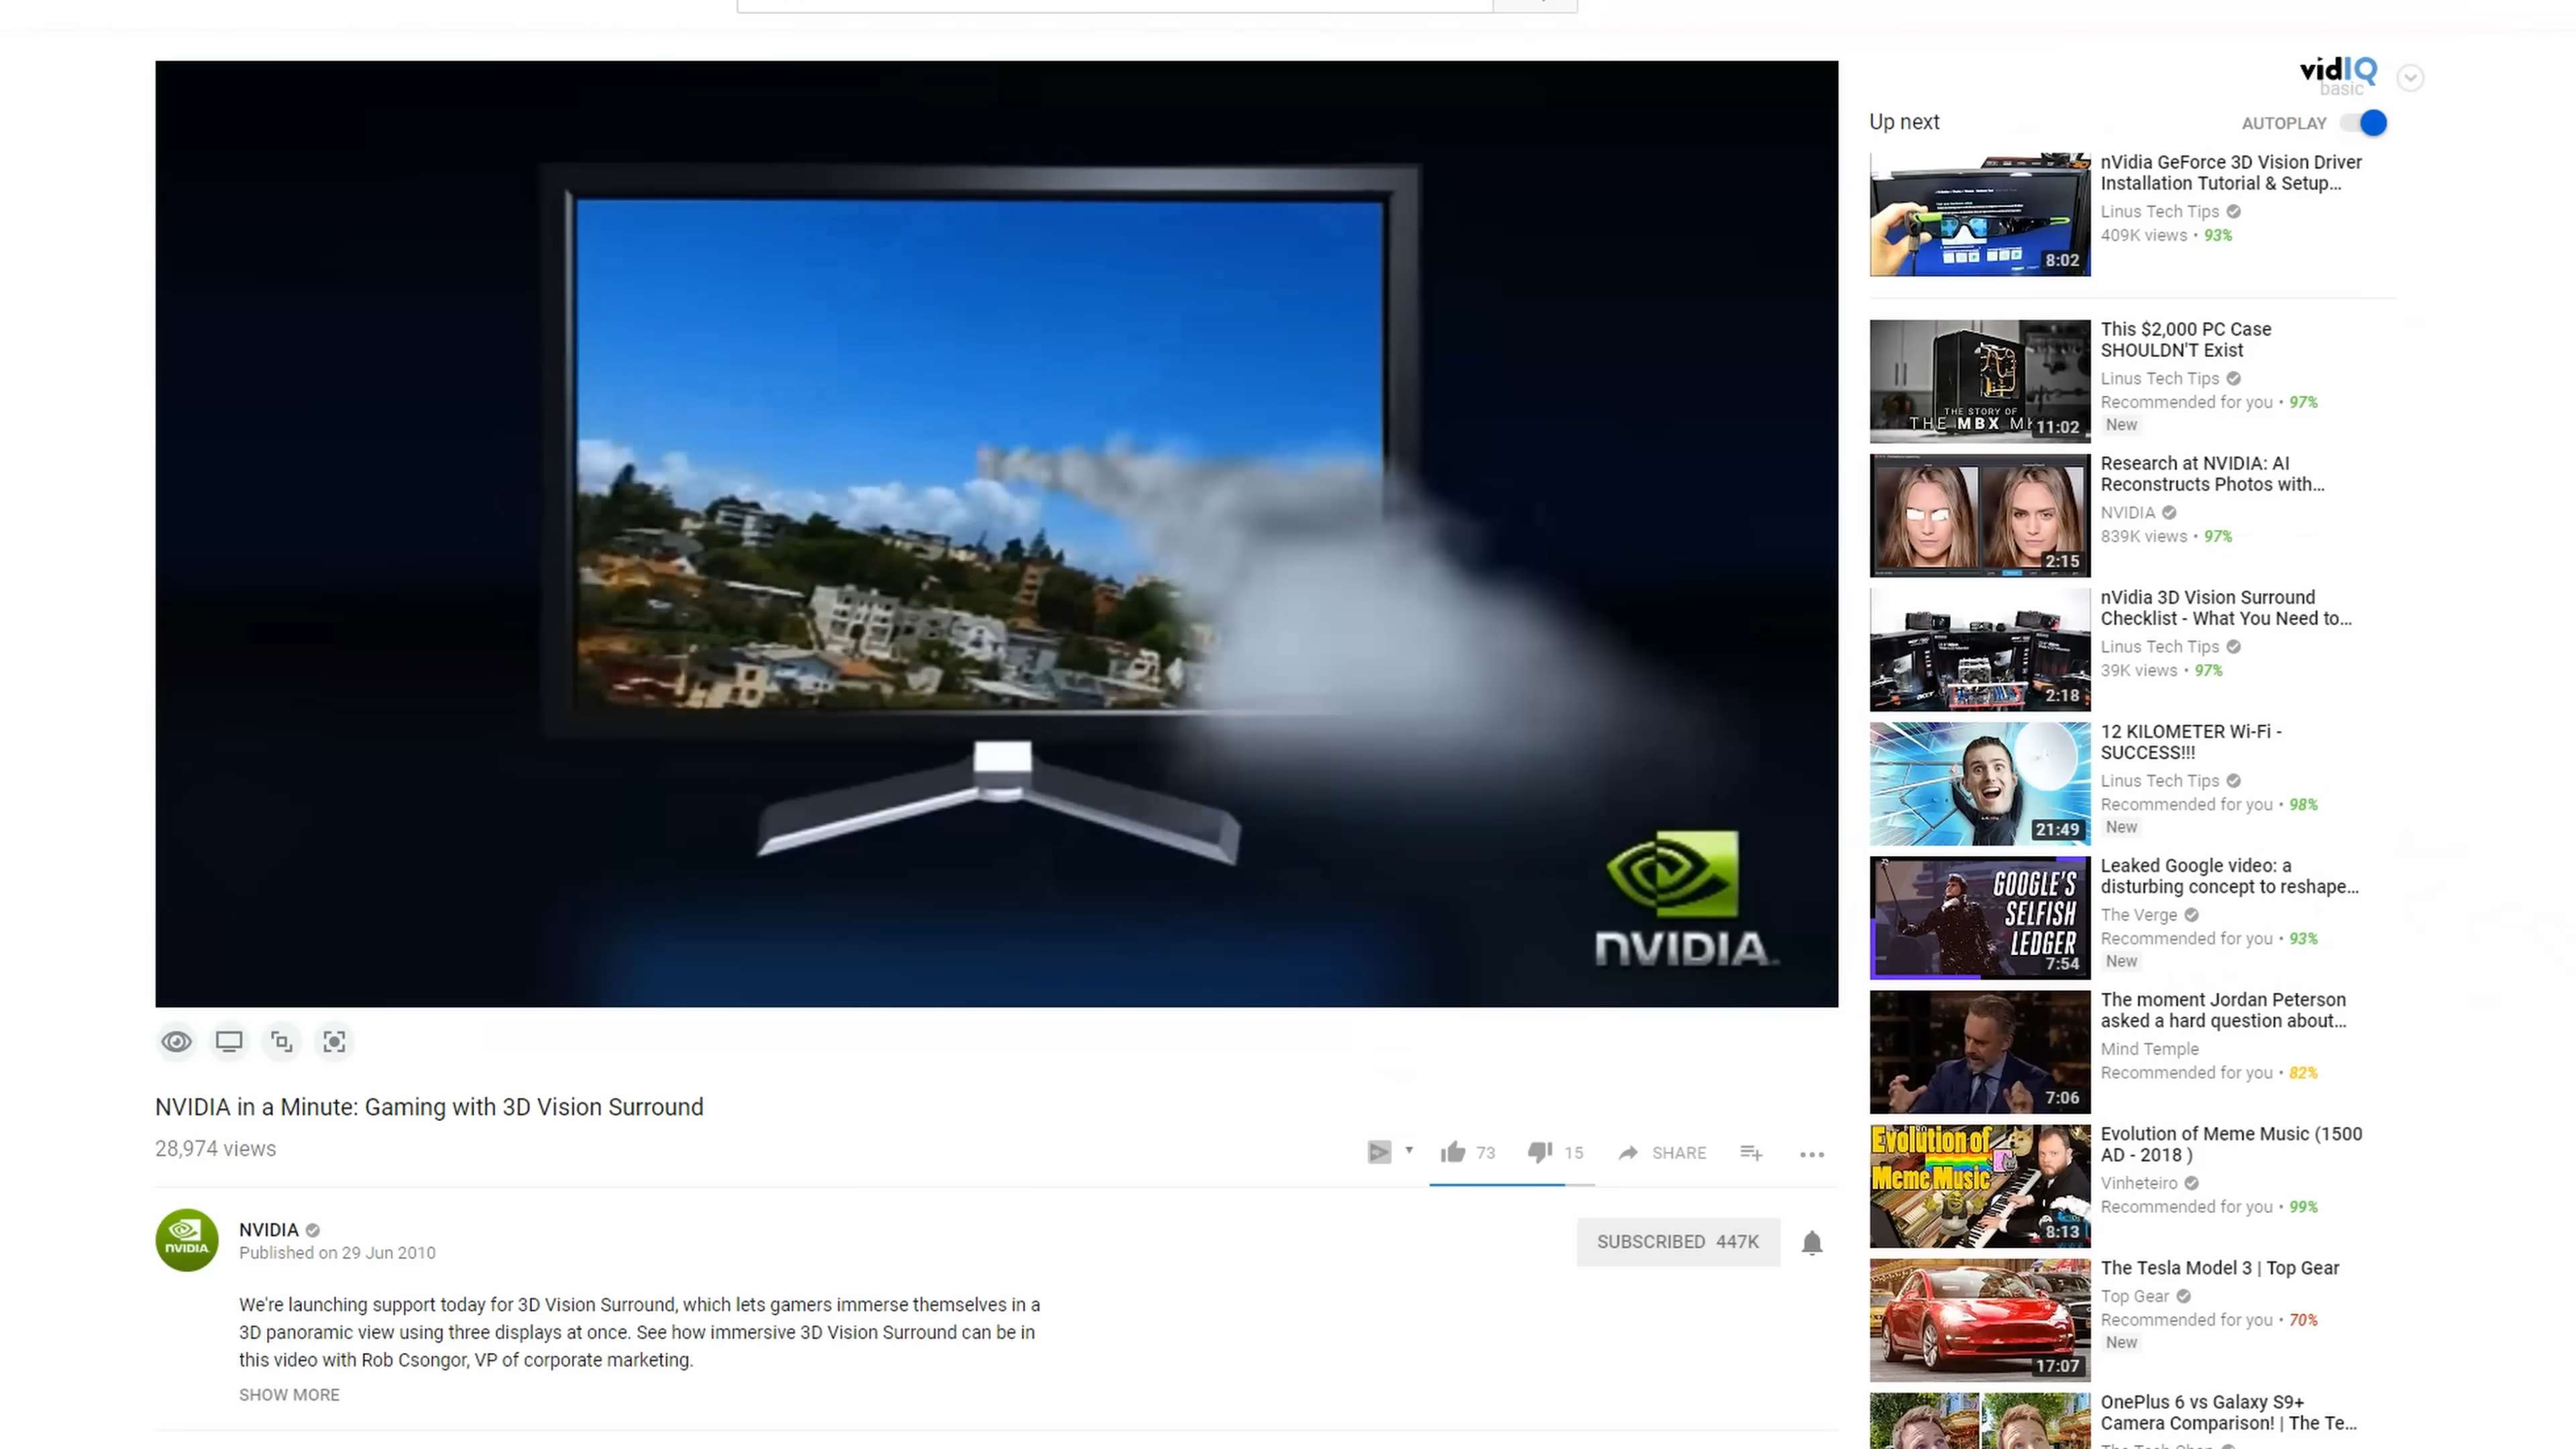 NVIDIA
NVIDIA in a Minute: Gaming with 3D Vision Surround
28,974 views
73
15
SHARE
NVIDIA
NVIDIA
Published on 29 Jun 2010
SUBSCRIBED 447K
We're launching support today for 3D Vision Surround, which lets gamers immerse themselves in a
3D panoramic view using three displays at once. See how immersive 3D Vision Surround can be in
this video with Rob Csongor, VP of corporate marketing.
SHOW MORE
vidIQ
basic
Up next
AUTOPLAY
8:02
nVidia GeForce 3D Vision Driver
Installation Tutorial & Setup...
Linus Tech Tips
409K views • 93%
THE STORY OF
THE MBX
11:02
This $2,000 PC Case
SHOULDN'T Exist
Linus Tech Tips
Recommended for you • 97%
New
2:15
Research at NVIDIA: AI
Reconstructs Photos with...
NVIDIA
839K views • 97%
2:18
nVidia 3D Vision Surround
Checklist - What You Need to...
Linus Tech Tips
39K views • 97%
21:49
12 KILOMETER Wi-Fi -
SUCCESS!!!
Linus Tech Tips
Recommended for you • 98%
New
GOOGLE'S
SELFISH
LEDGER
7:54
Leaked Google video: a
disturbing concept to reshape...
The Verge
Recommended for you • 93%
New
7:06
The moment Jordan Peterson
asked a hard question about...
Mind Temple
Recommended for you • 82%
Evolution of
Meme Music
8:13
Evolution of Meme Music (1500
AD - 2018 )
Vinheteiro
Recommended for you • 99%
17:07
The Tesla Model 3 | Top Gear
Top Gear
Recommended for you • 70%
New
OnePlus 6 vs Galaxy S9+
Camera Comparison! | The Te...